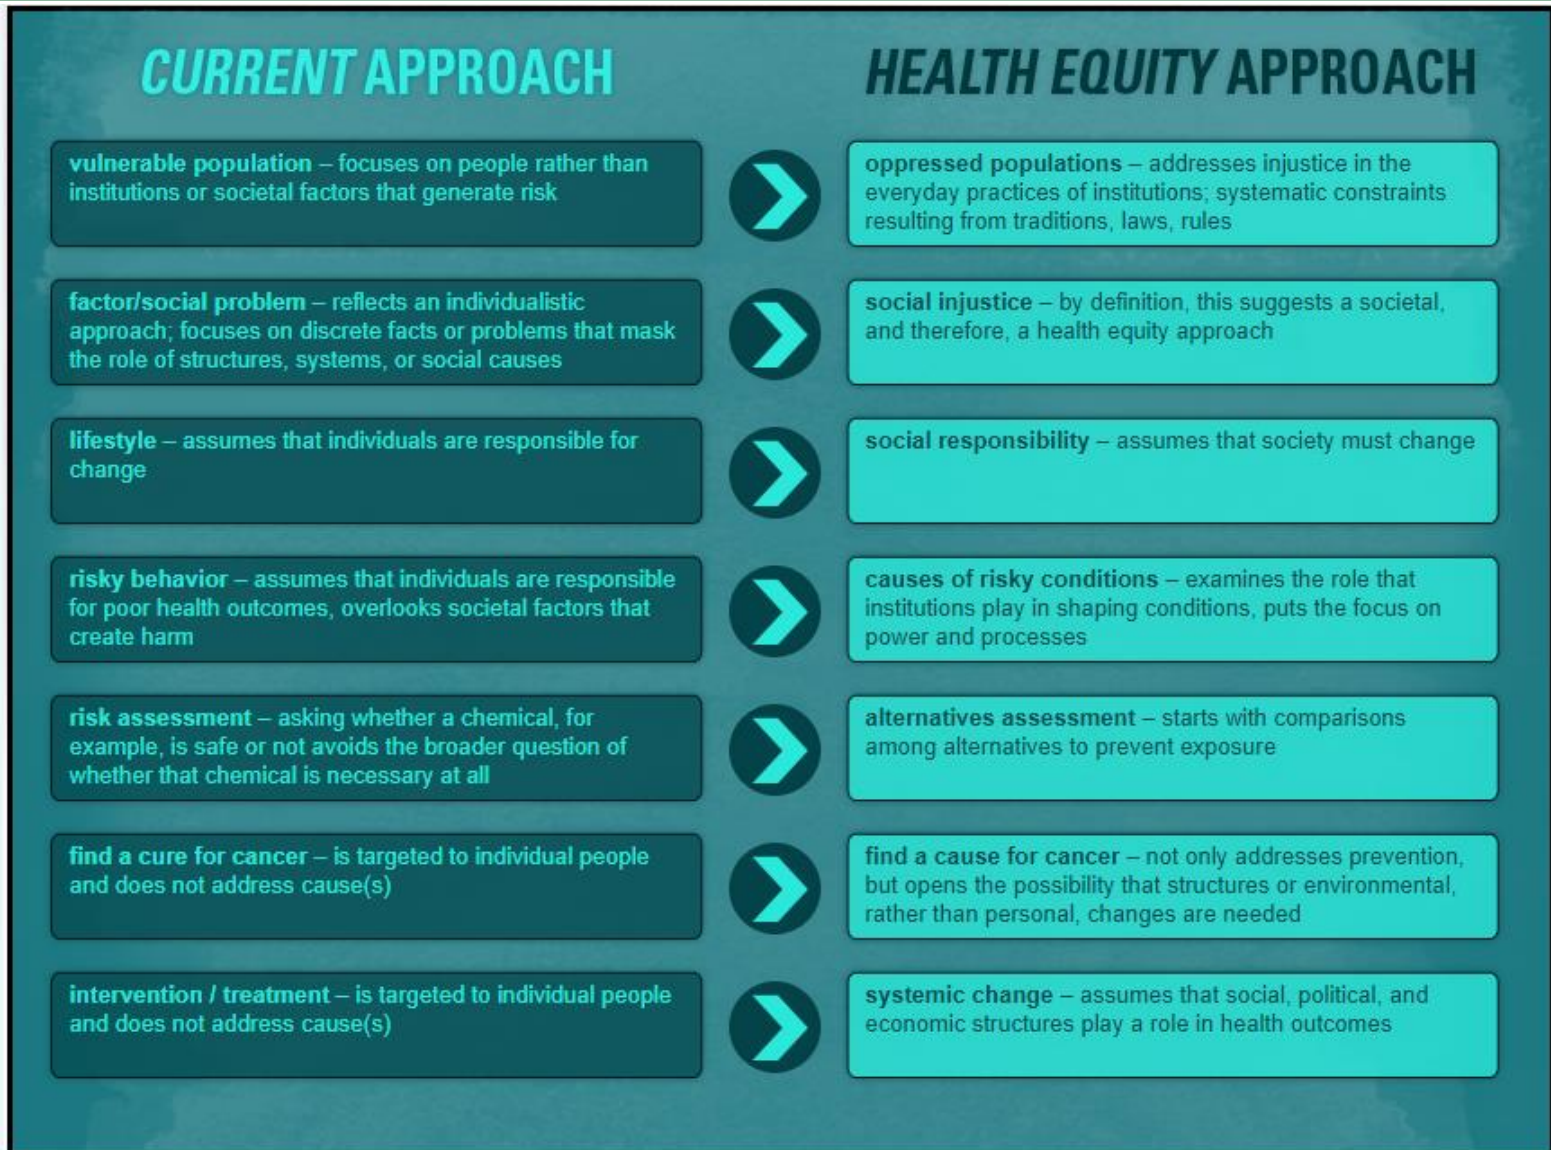 CURRENT APPROACH
HEALTH EQUITY APPROACH
vulnerable population – focuses on people rather than
institutions or societal factors that generate risk
oppressed populations – addresses injustice in the
everyday practices of institutions; systematic constraints
resulting from traditions, laws, rules
factor/social problem – reflects an individualistic
approach; focuses on discrete facts or problems that mask
the role of structures, systems, or social causes
social injustice – by definition, this suggests a societal,
and therefore, a health equity approach
lifestyle – assumes that individuals are responsible for
change
social responsibility – assumes that society must change
risky behavior – assumes that individuals are responsible
for poor health outcomes, overlooks societal factors that
create harm
causes of risky conditions – examines the role that
institutions play in shaping conditions, puts the focus on
power and processes
risk assessment – asking whether a chemical, for
example, is safe or not avoids the broader question of
whether that chemical is necessary at all
alternatives assessment – starts with comparisons
among alternatives to prevent exposure
find a cure for cancer – is targeted to individual people
and does not address cause(s)
find a cause for cancer – not only addresses prevention,
but opens the possibility that structures or environmental,
rather than personal, changes are needed
intervention / treatment – is targeted to individual people
and does not address cause(s)
systemic change – assumes that social, political, and
economic structures play a role in health outcomes